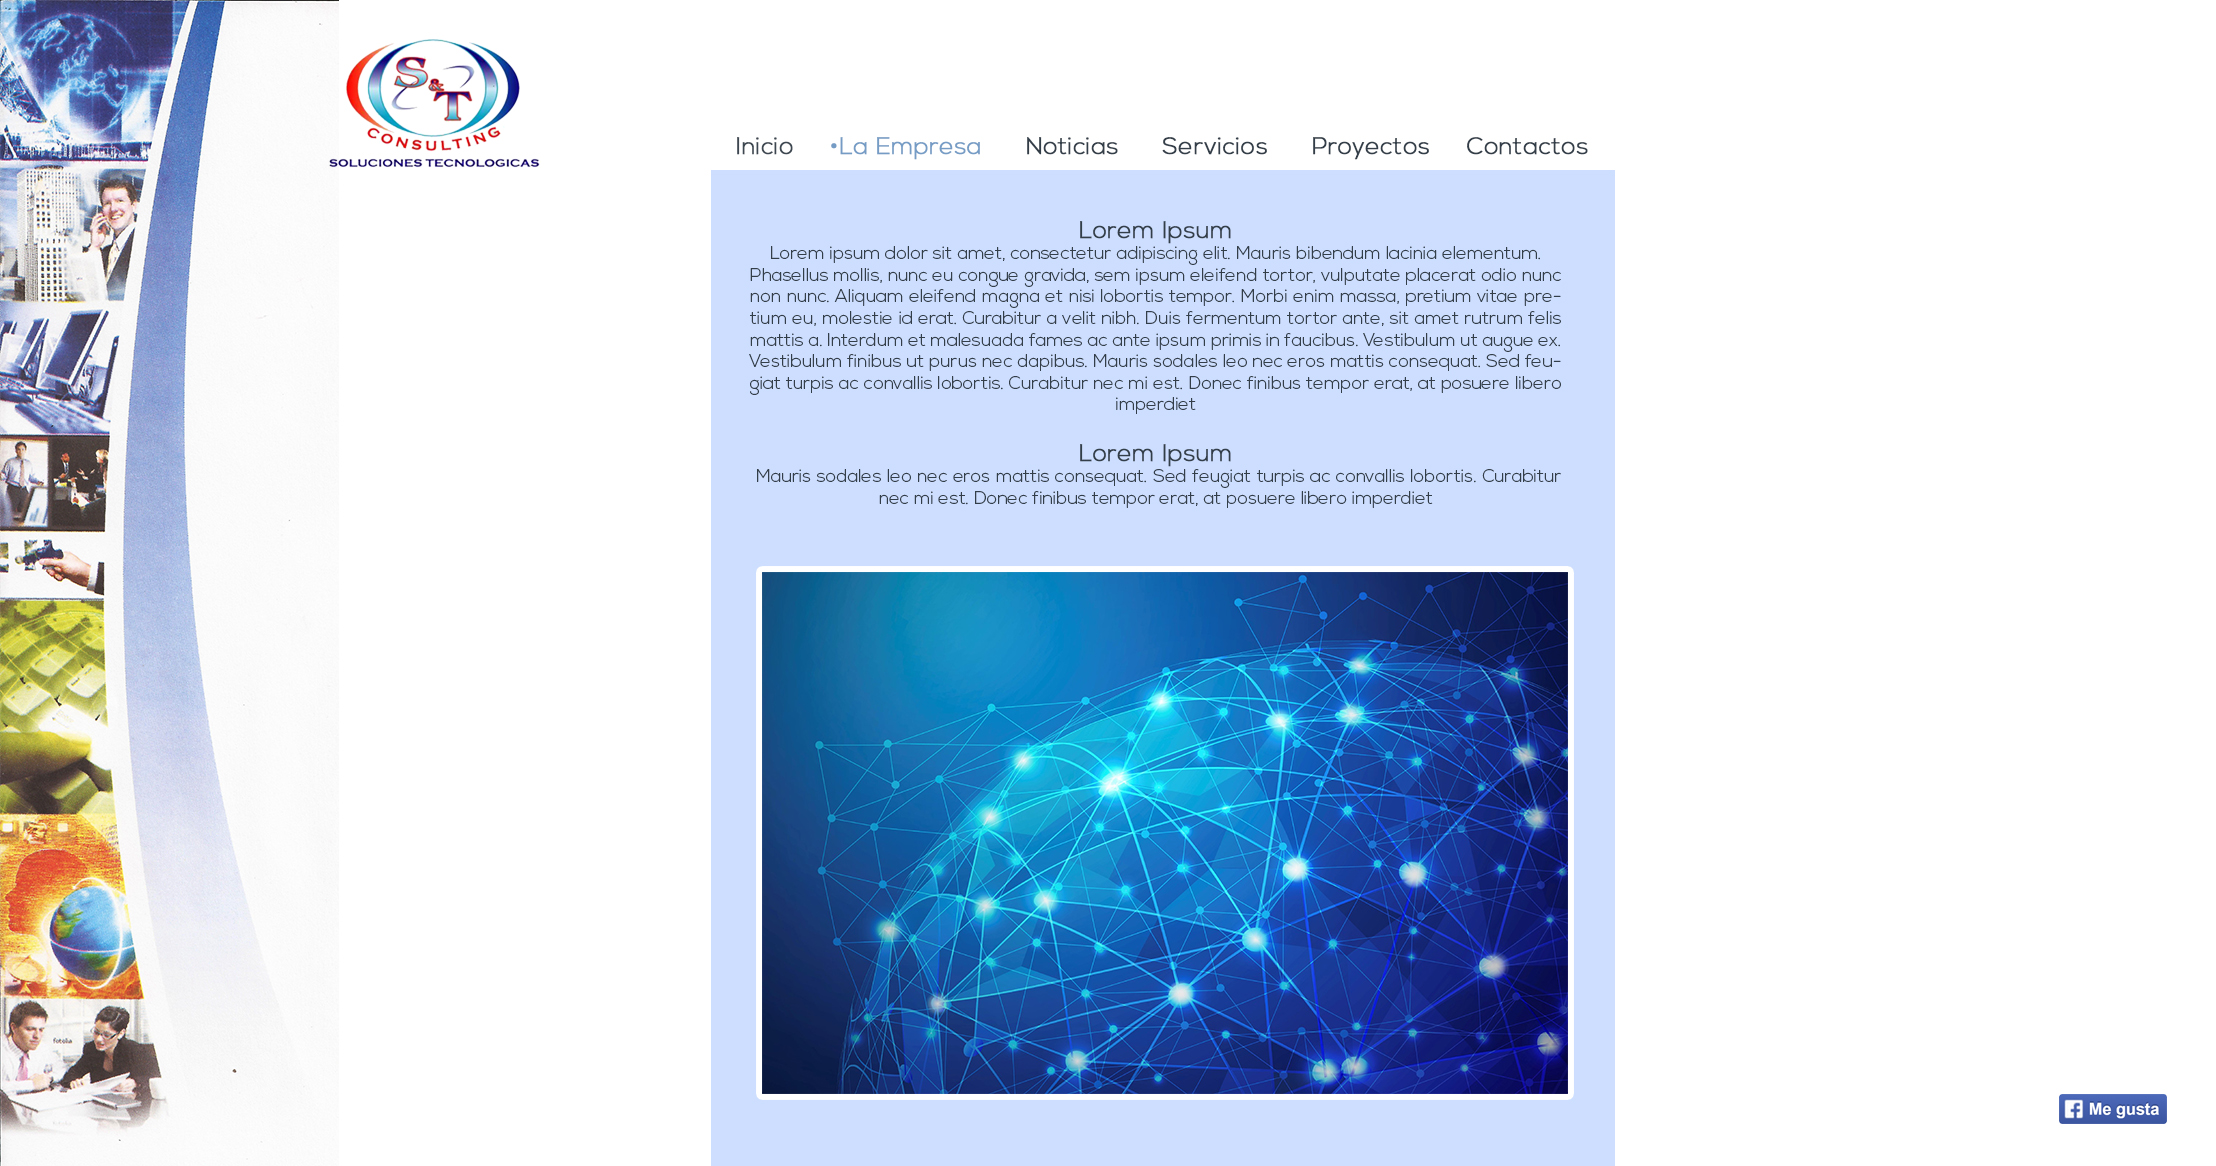 S&T
CONSULTING
SOLUCIONES TECNOLOGICAS
Inicio •La Empresa Noticias Servicios Proyectos Contactos
Lorem Ipsum
Lorem ipsum dolor sit amet, consectetur adipiscing elit. Mauris bibendum lacinia elementum.
Phasellus mollis, nunc eu congue gravida, sem ipsum eleifend tortor, vulputate placerat odio nunc
non nunc. Aliquam eleifend magna et nisi lobortis tempor. Morbi enim massa, pretium vitae pre-
tium eu, molestie id erat. Curabitur a velit nibh. Duis fermentum tortor ante, sit amet rutrum felis
mattis a. Interdum et malesuada fames ac ante ipsum primis in faucibus. Vestibulum ut augue ex.
Vestibulum finibus ut purus nec dapibus. Mauris sodales leo nec eros mattis consequat. Sed feu-
giat turpis ac convallis lobortis. Curabitur nec mi est. Donec finibus tempor erat, at posuere libero
imperdiet
Lorem Ipsum
Mauris sodales leo nec eros mattis consequat. Sed feugiat turpis ac convallis lobortis. Curabitur
nec mi est. Donec finibus tempor erat, at posuere libero imperdiet
fotolia
Me gusta